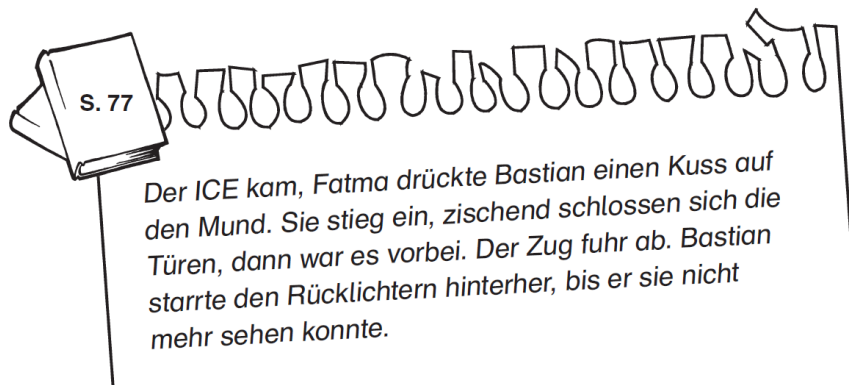 S. 77
Der ICE kam, Fatma drückte Bastian einen Kuss auf
den Mund. Sie stieg ein, zischend schlossen sich die
Türen, dann war es vorbei. Der Zug fuhr ab. Bastian
starrte den Rücklichtern hinterher, bis er sie nicht
mehr sehen konnte.